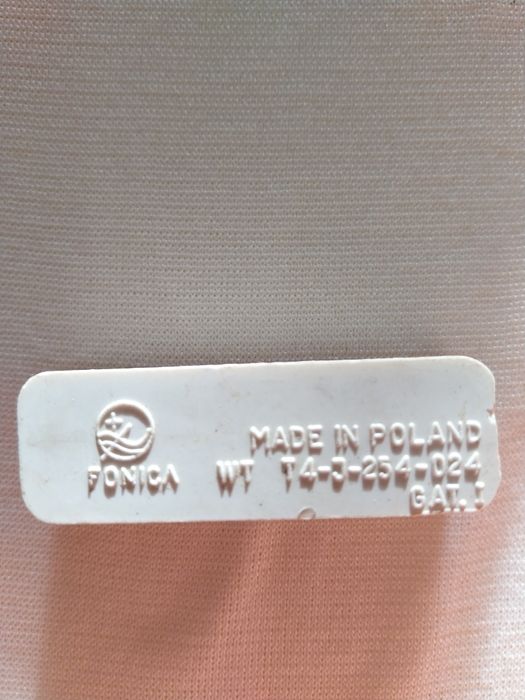 MADE IN POLAND
FONICA WT T4-J-254-024
GAT. I